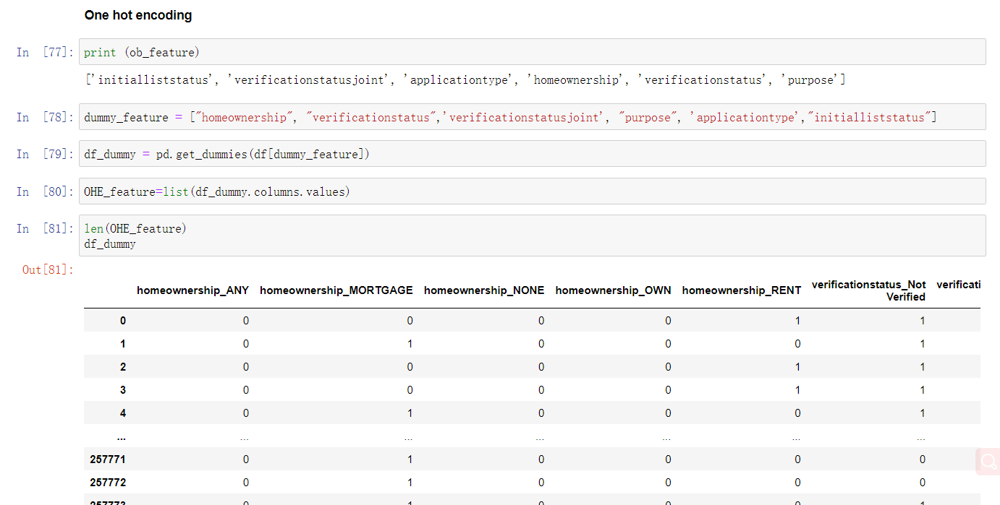 One hot encoding
In [77]: print (ob_feature)
['initialliststatus', 'verificationstatusjoint', 'applicationtype', 'homeownership', 'verificationstatus', 'purpose']
In [78]: dummy_feature = ["homeownership", "verificationstatus",'verificationstatusjoint', "purpose", 'applicationtype',"initialliststatus"]
In [79]: df_dummy = pd.get_dummies(df[dummy_feature])
In [80]: OHE_feature=list(df_dummy.columns.values)
In [81]: len(OHE_feature)
df_dummy
Out[81]:
homeownership_ANY homeownership_MORTGAGE homeownership_NONE homeownership_OWN homeownership_RENT verificationstatus_Not Verified verificati
0 0 0 0 0 1 1
1 0 1 0 0 0 1
2 0 0 0 0 1 1
3 0 0 0 0 1 1
4 0 1 0 0 0 1
... ... ... ... ... ... ...
257771 0 1 0 0 0 0
257772 0 1 0 0 0 0
257773 0 1 0 0 0 1